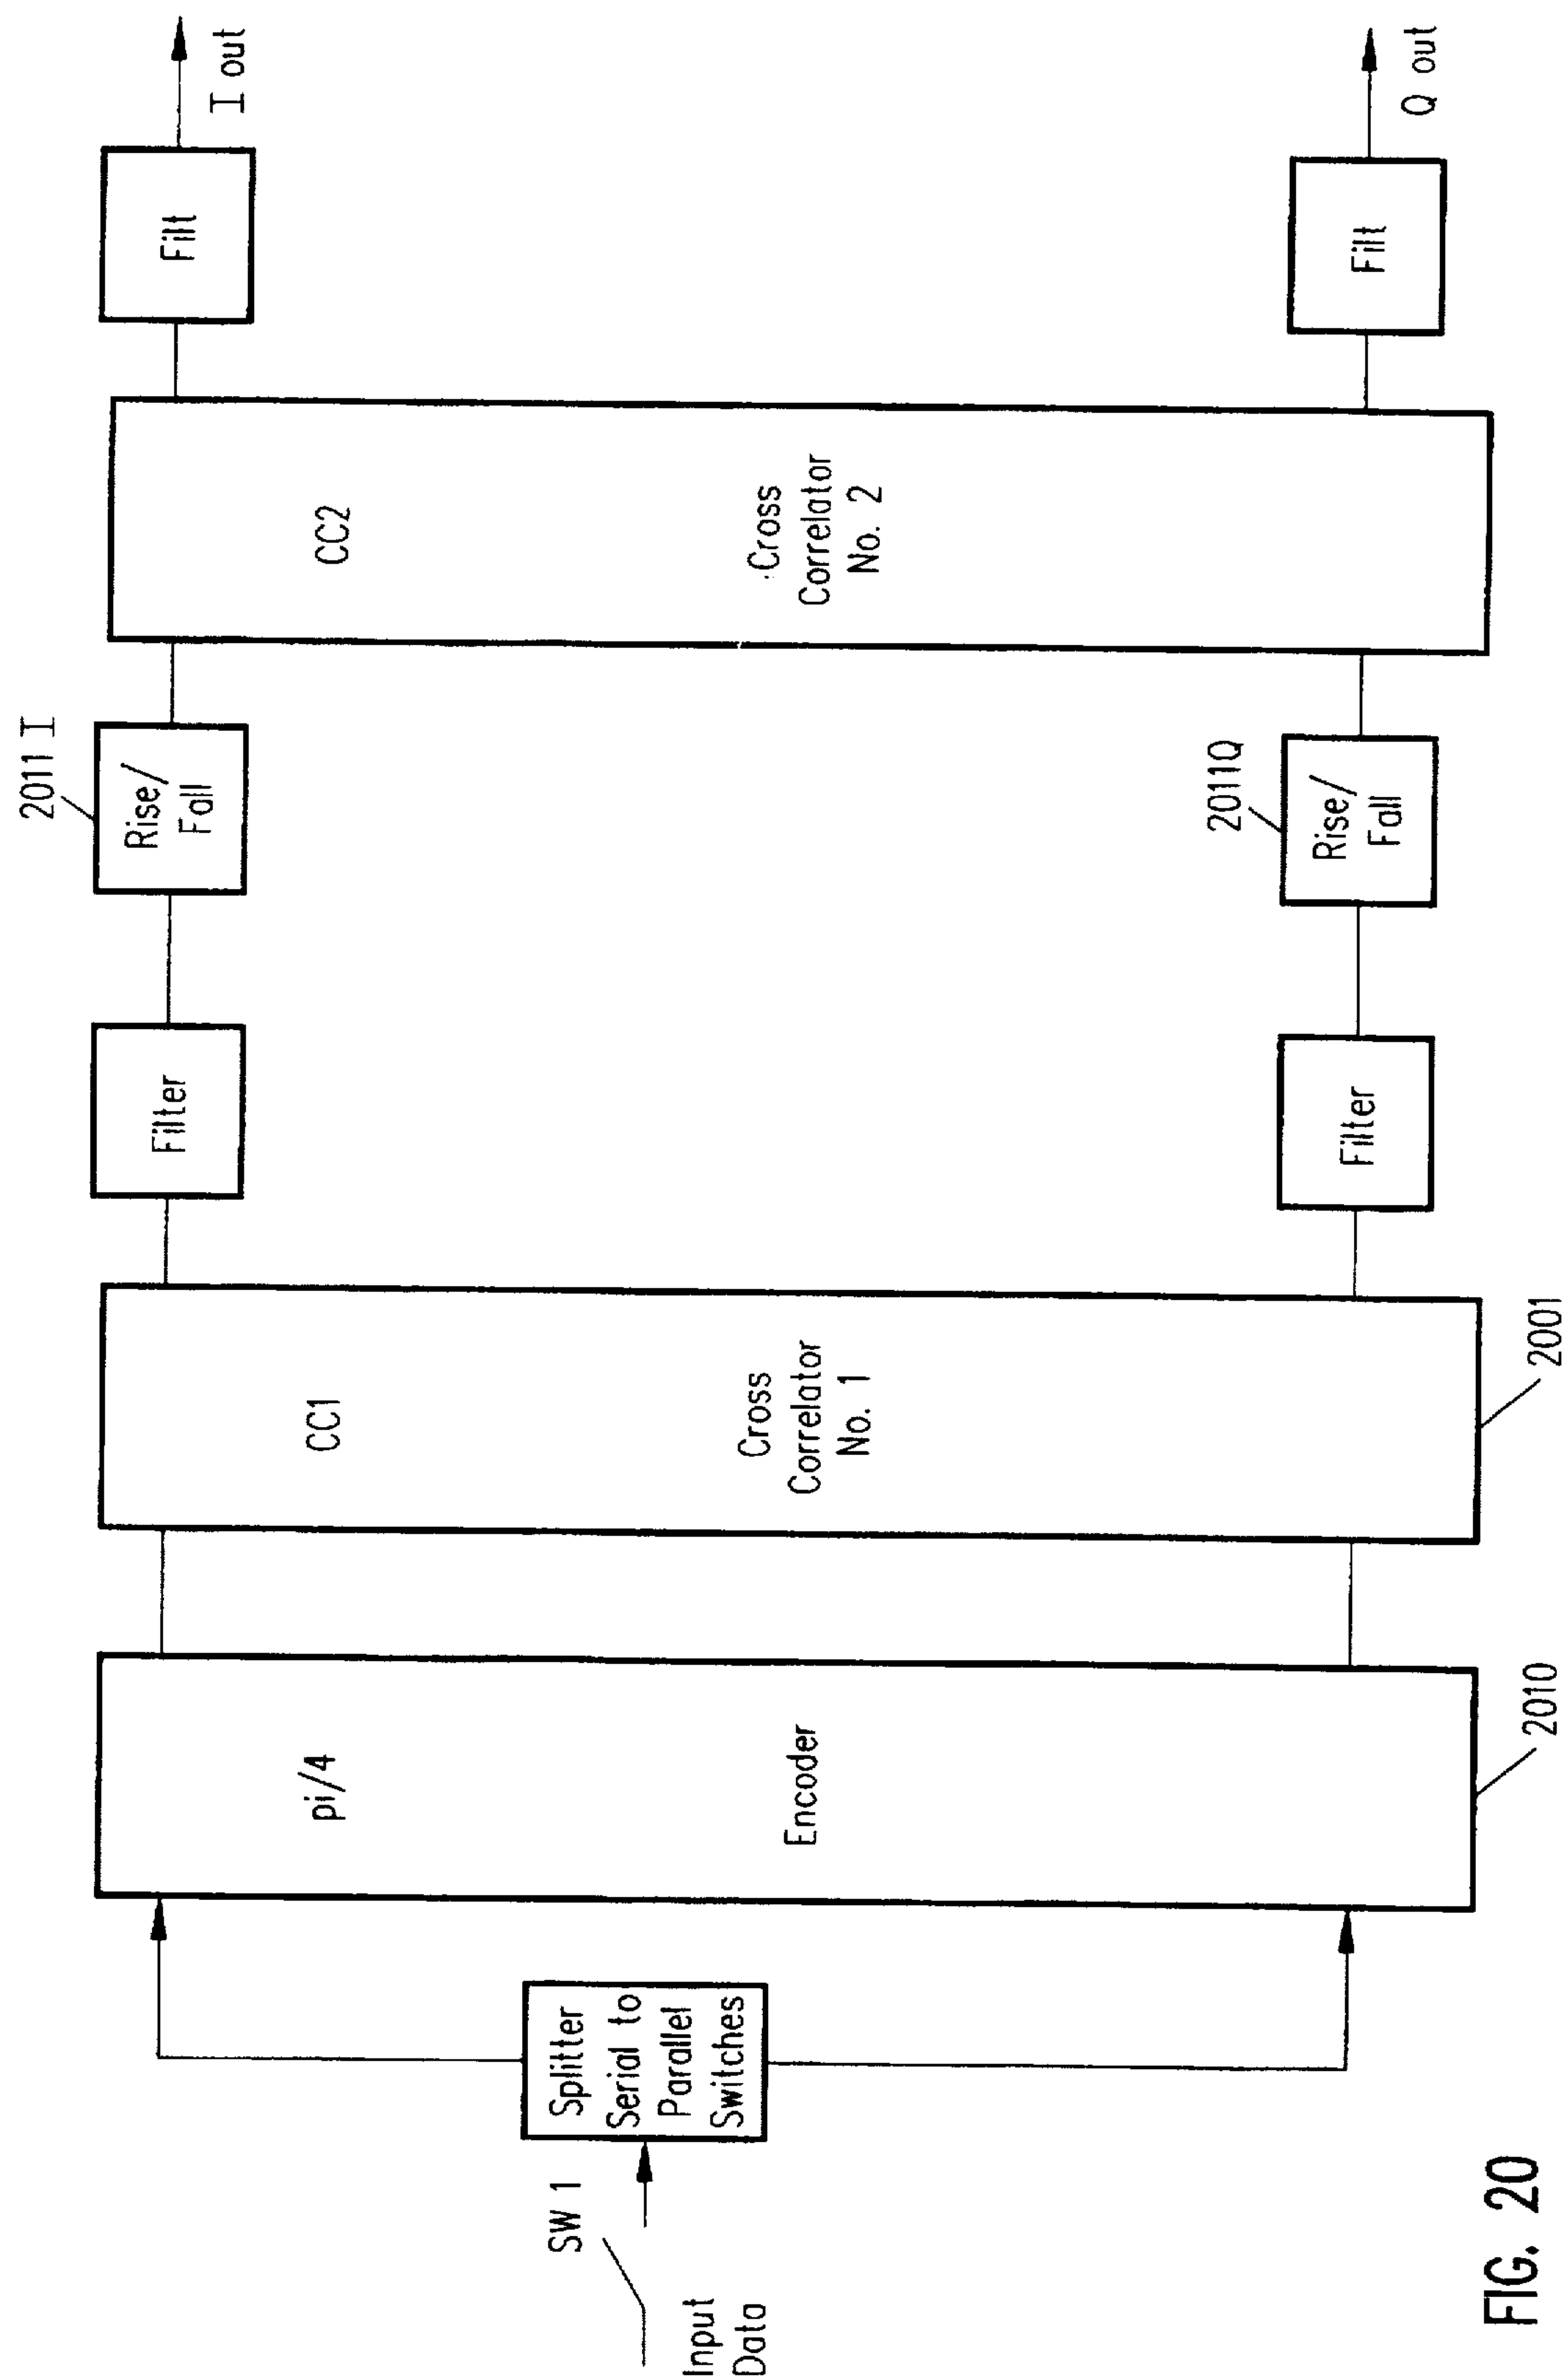 Input
Data
SW 1
Splitter
Serial to
Parallel
Switches
pi/4
Encoder
2010
CC1
Cross
Correlator
No. 1
2001
Filter
Filter
2011 I
Rise/
Fall
2011Q
Rise/
Fall
CC2
Cross
Correlator
No. 2
Filt
Filt
I out
Q out
FIG. 20